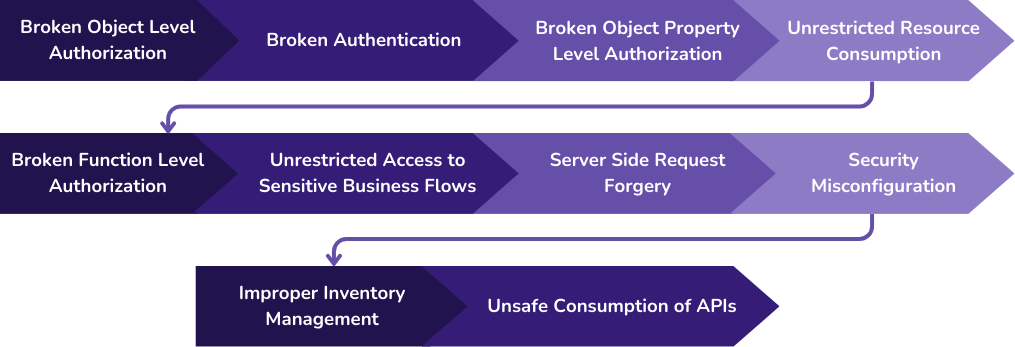 Broken Object Level
Authorization
Broken Authentication
Broken Object Property
Level Authorization
Unrestricted Resource
Consumption
Broken Function Level
Authorization
Unrestricted Access to
Sensitive Business Flows
Server Side Request
Forgery
Security
Misconfiguration
Improper Inventory
Management
Unsafe Consumption of APIs